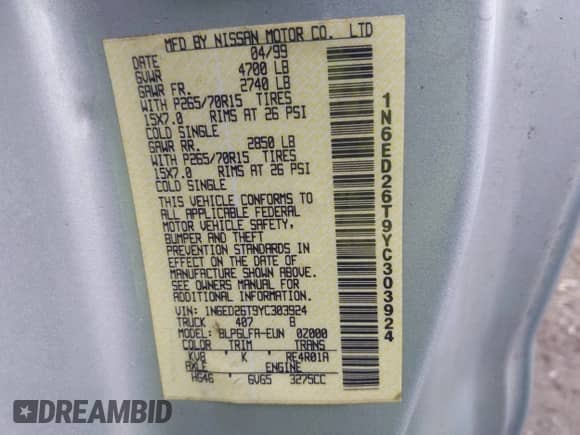 MFD BY NISSAN MOTOR CO. LTD
DATE 04/99
GVWR 4700 LB
GAWR FR. 2740 LB
WITH P265/70R15 TIRES
15X7.0 RIMS AT 26 PSI
COLD SINGLE
GAWR RR. 2850 LB
WITH P265/70R15 TIRES
15X7.0 RIMS AT 26 PSI
COLD SINGLE
THIS VEHICLE CONFORMS TO
ALL APPLICABLE FEDERAL
MOTOR VEHICLE SAFETY,
BUMPER AND THEFT
PREVENTION STANDARDS IN
EFFECT ON THE DATE OF
MANUFACTURE SHOWN ABOVE.
SEE OWNERS MANUAL FOR
ADDITIONAL INFORMATION.
VIN: 1N6ED26T9YC303924
TRUCK 407 B
MODEL: BLPGLFA-EUN 0Z000
COLOR TRIM TRANS
KV8 K RE4R01A
AXLE ENGINE
HG46 6VG5 3275CC
1N6ED26T9YC303924
DREAMBID